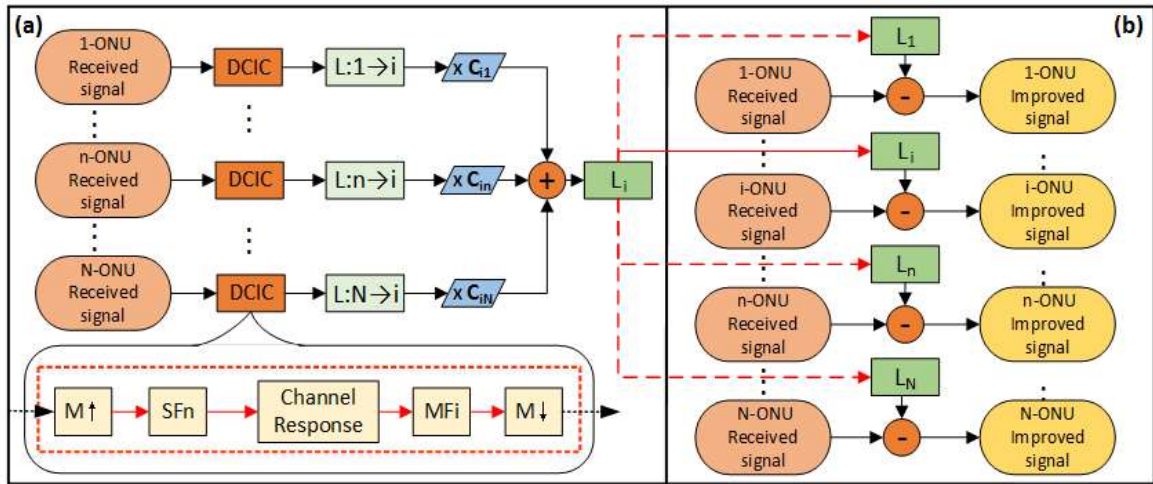 (a)
1-ONU
Received
signal
DCIC
L:1→i
x C_i1
n-ONU
Received
signal
DCIC
L:n→i
x C_in
+
L_i
N-ONU
Received
signal
DCIC
L:N→i
x C_iN
M↑
SFn
Channel
Response
MFi
M↓
(b)
L_1
1-ONU
Received
signal
-
1-ONU
Improved
signal
L_i
i-ONU
Received
signal
-
i-ONU
Improved
signal
L_n
n-ONU
Received
signal
-
n-ONU
Improved
signal
L_N
N-ONU
Received
signal
-
N-ONU
Improved
signal